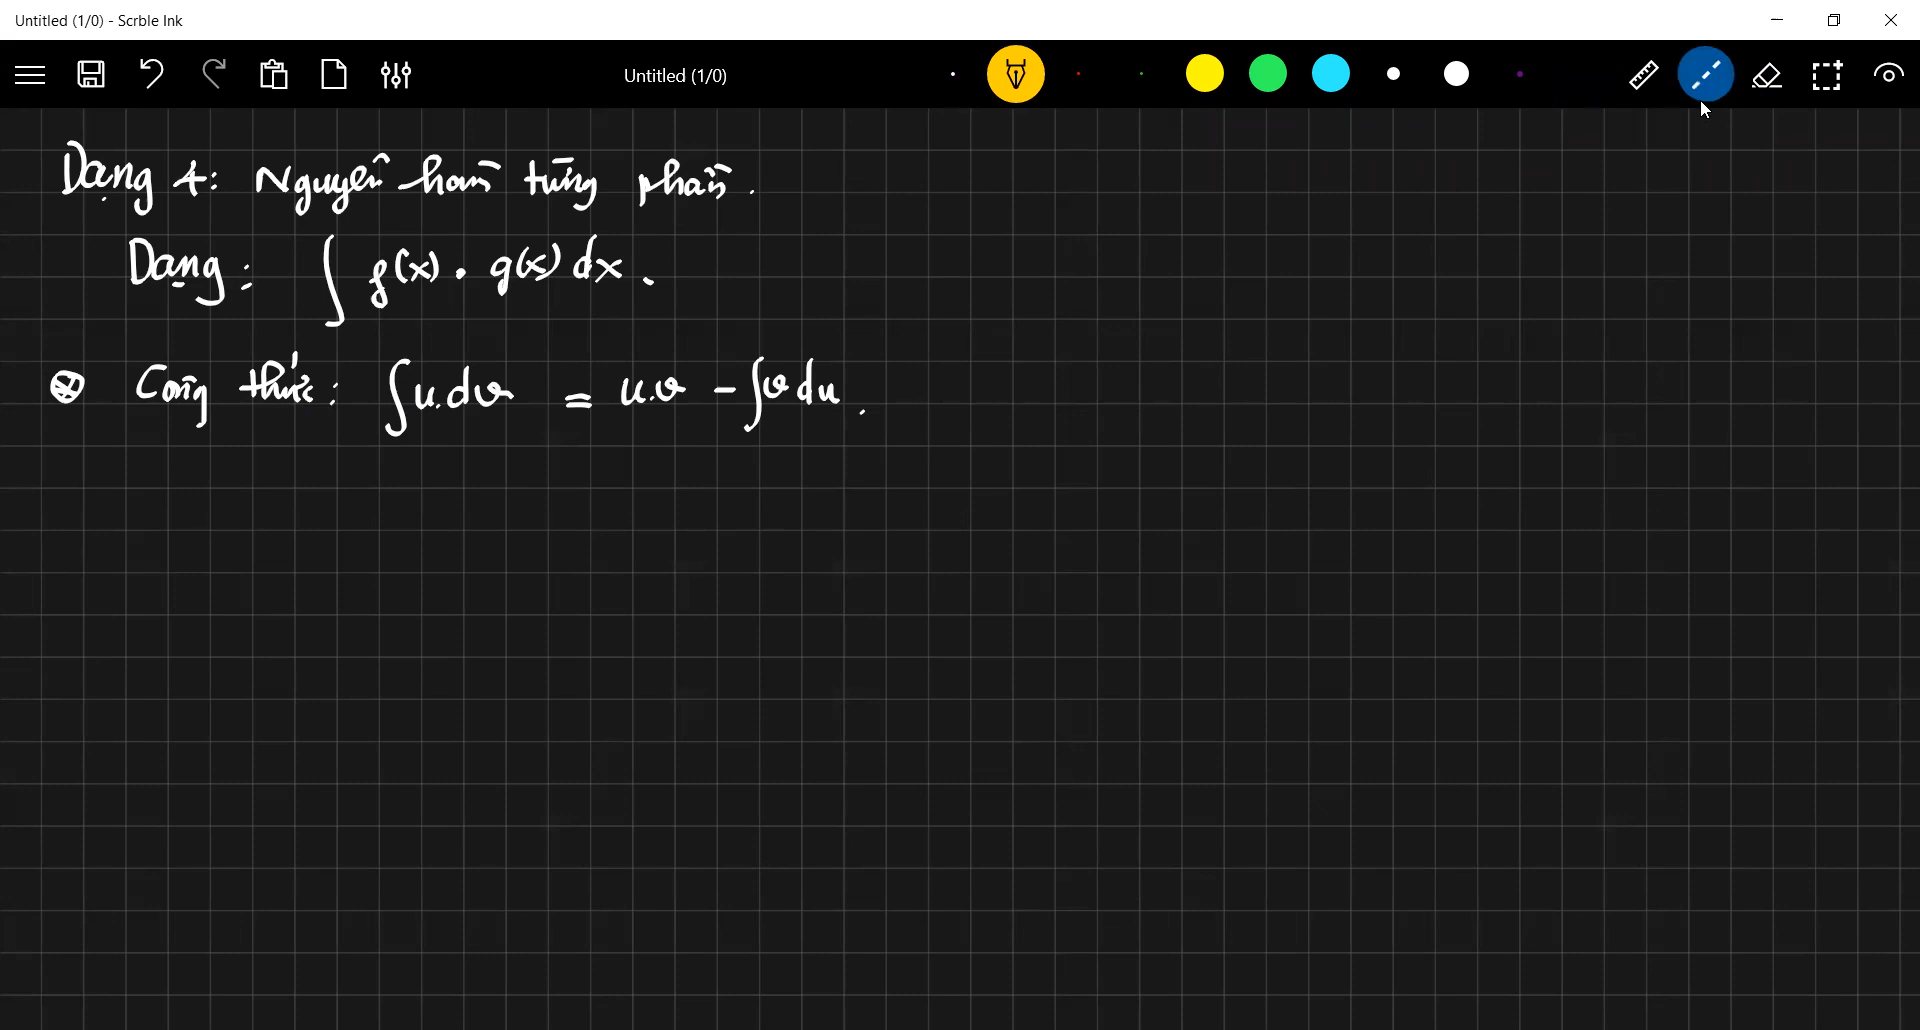 Untitled (1/0) - Scrble Ink
Untitled (1/0)
Dạng 4: Nguyên hàm từng phần.
Dạng: ∫ f(x) . g(x) dx.
⊗ Công thức: ∫u.dv = u.v - ∫v du.